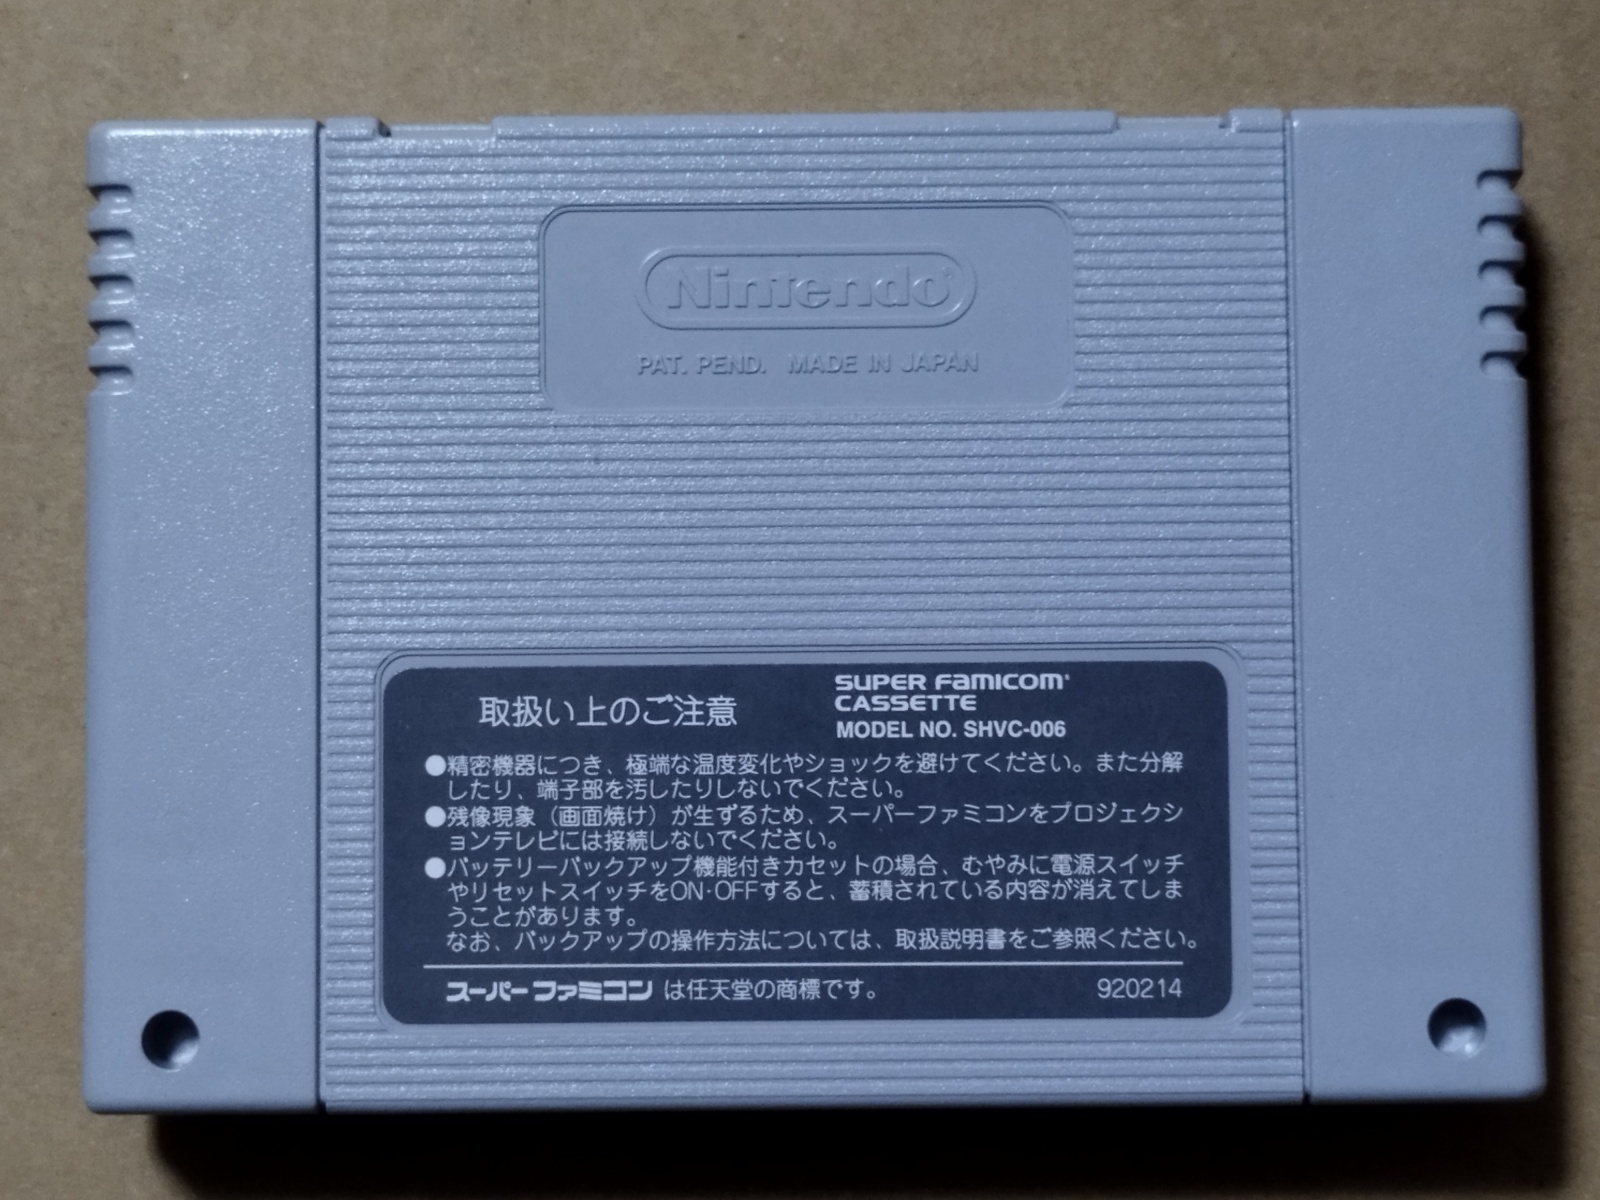 Nintendo®
PAT. PEND. MADE IN JAPAN
取扱い上のご注意
SUPER FAMICOM®
CASSETTE
MODEL NO. SHVC-006
●精密機器につき、極端な温度変化やショックを避けてください。また分解
したり、端子部を汚したりしないでください。
●残像現象（画面焼け）が生ずるため、スーパーファミコンをプロジェクシ
ョンテレビには接続しないでください。
●バッテリーバックアップ機能付きカセットの場合、むやみに電源スイッチ
やリセットスイッチをON·OFFすると、蓄積されている内容が消えてしま
うことがあります。
なお、バックアップの操作方法については、取扱説明書をご参照ください。
スーパーファミコン は任天堂の商標です。
920214